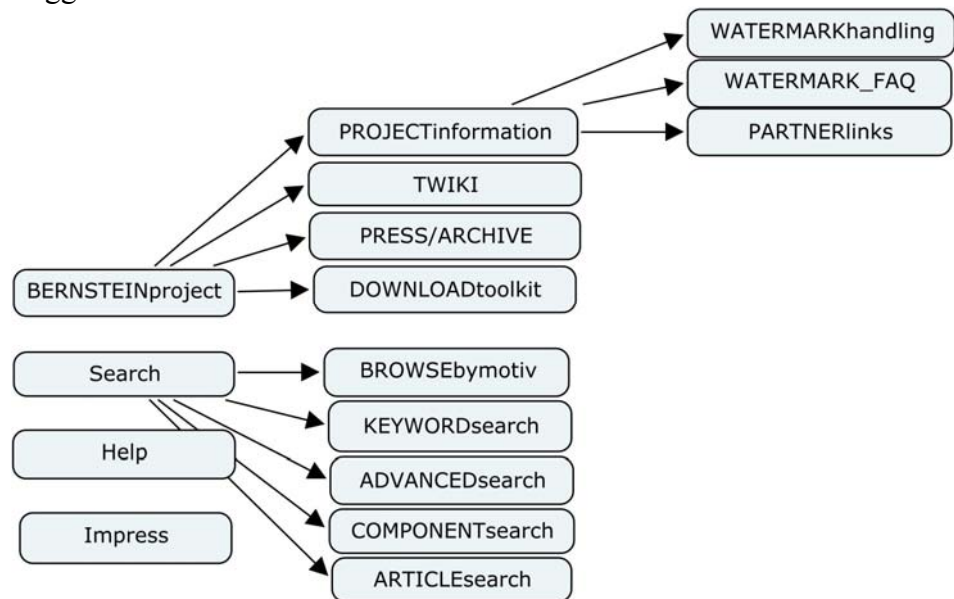 WATERMARKhandling
WATERMARK_FAQ
PARTNERlinks
PROJECTinformation
TWIKI
PRESS/ARCHIVE
DOWNLOADtoolkit
BERNSTEINproject
Search
Help
Impress
BROWSEbymotiv
KEYWORDsearch
ADVANCEDsearch
COMPONENTsearch
ARTICLEsearch